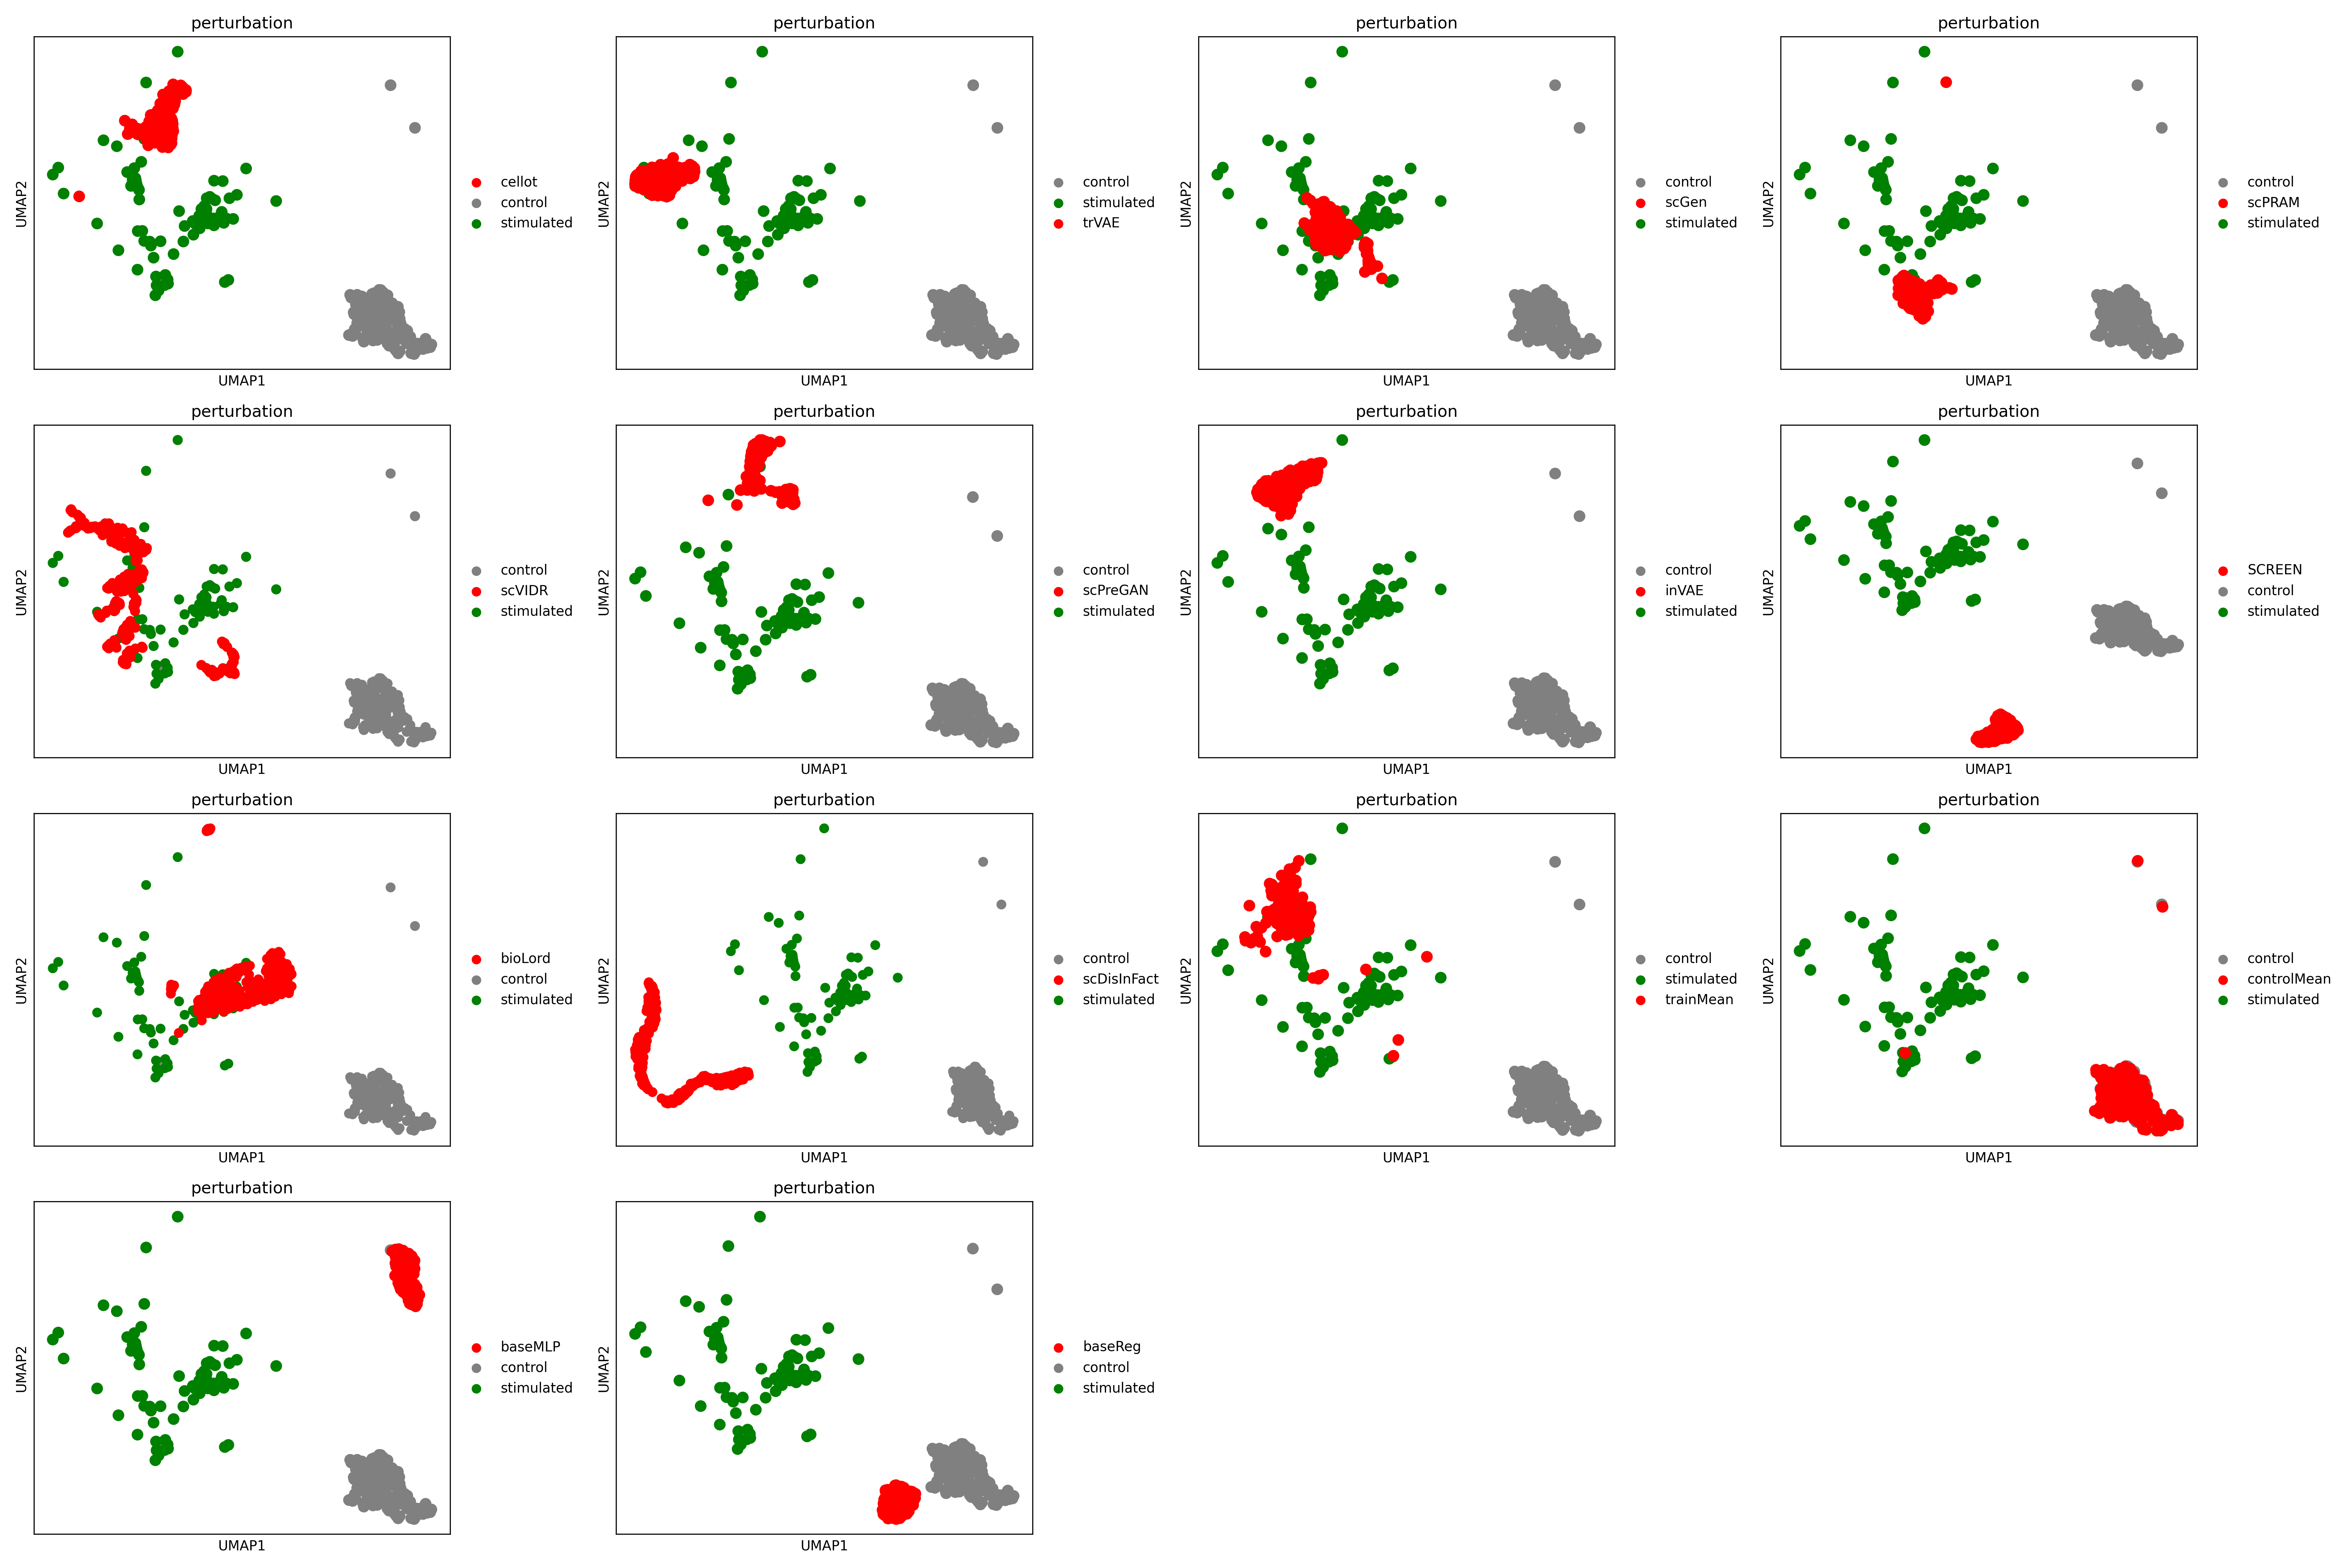 perturbation
UMAP2
UMAP1
cellot
control
stimulated
perturbation
UMAP2
UMAP1
control
stimulated
trVAE
perturbation
UMAP2
UMAP1
control
scGen
stimulated
perturbation
UMAP2
UMAP1
control
scPRAM
stimulated
perturbation
UMAP2
UMAP1
control
scVIDR
stimulated
perturbation
UMAP2
UMAP1
control
scPreGAN
stimulated
perturbation
UMAP2
UMAP1
control
inVAE
stimulated
perturbation
UMAP2
UMAP1
SCREEN
control
stimulated
perturbation
UMAP2
UMAP1
bioLord
control
stimulated
perturbation
UMAP2
UMAP1
control
scDisInFact
stimulated
perturbation
UMAP2
UMAP1
control
stimulated
trainMean
perturbation
UMAP2
UMAP1
control
controlMean
stimulated
perturbation
UMAP2
UMAP1
baseMLP
control
stimulated
perturbation
UMAP2
UMAP1
baseReg
control
stimulated